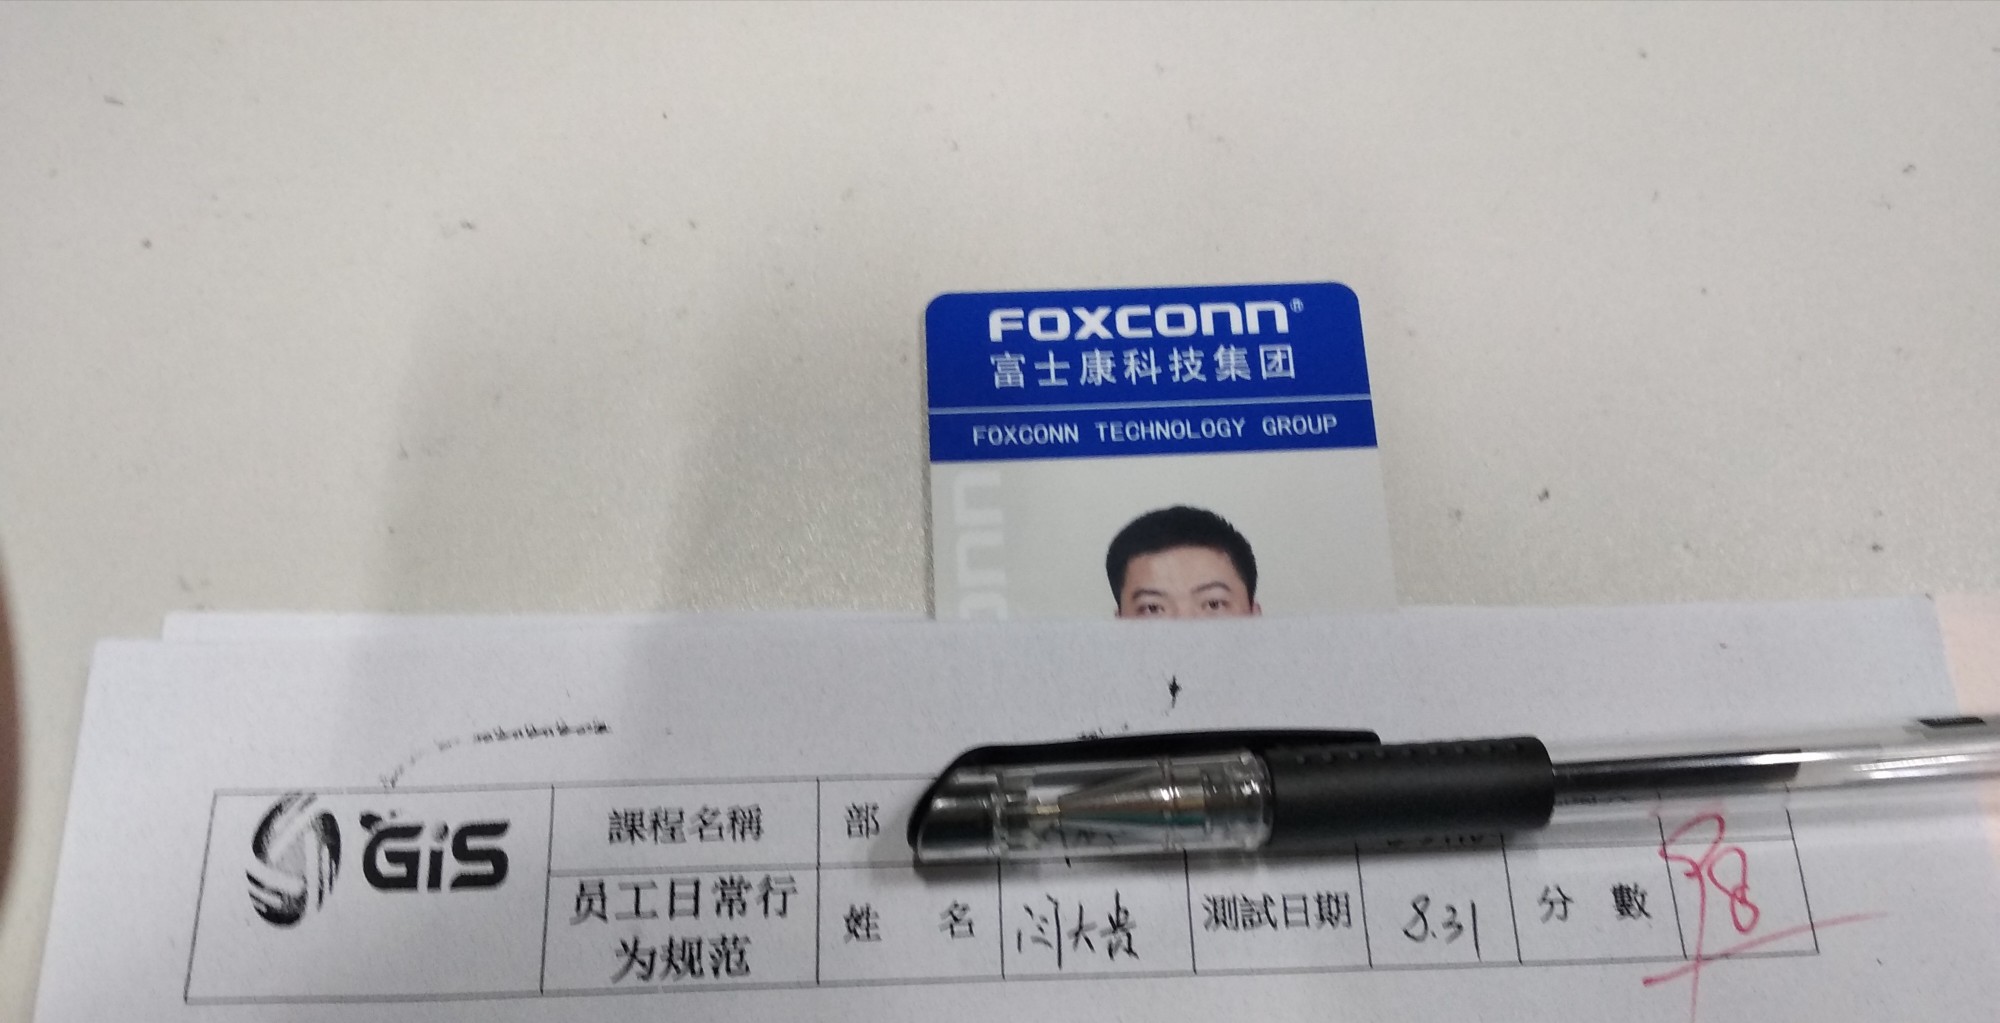 FOXCONN®
富士康科技集团
FOXCONN TECHNOLOGY GROUP
GiS
課程名稱
部
员工日常行
为规范
姓 名
闫大贵
測試日期
8.31
分 數
98